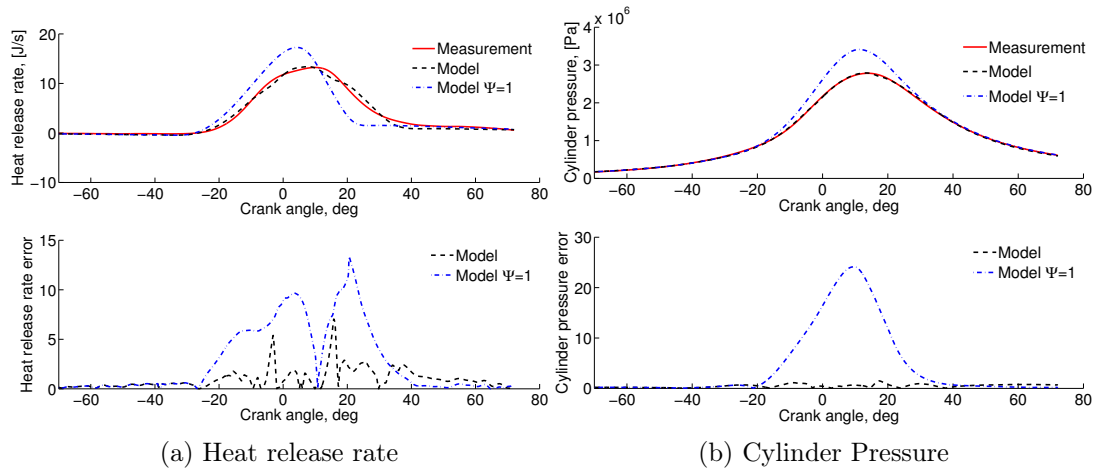 Heat release rate, [J/s]
20
10
0
−10
−60 −40 −20 0 20 40 60 80
Crank angle, deg
Measurement
Model
Model Ψ=1
Cylinder pressure, [Pa]
x 10^6
4
3
2
1
0
−60 −40 −20 0 20 40 60 80
Crank angle, deg
Measurement
Model
Model Ψ=1
Heat release rate error
15
10
5
0
−60 −40 −20 0 20 40 60 80
Crank angle, deg
Model
Model Ψ=1
Cylinder pressure error
30
20
10
0
−60 −40 −20 0 20 40 60 80
Crank angle, deg
Model
Model Ψ=1
(a) Heat release rate
(b) Cylinder Pressure